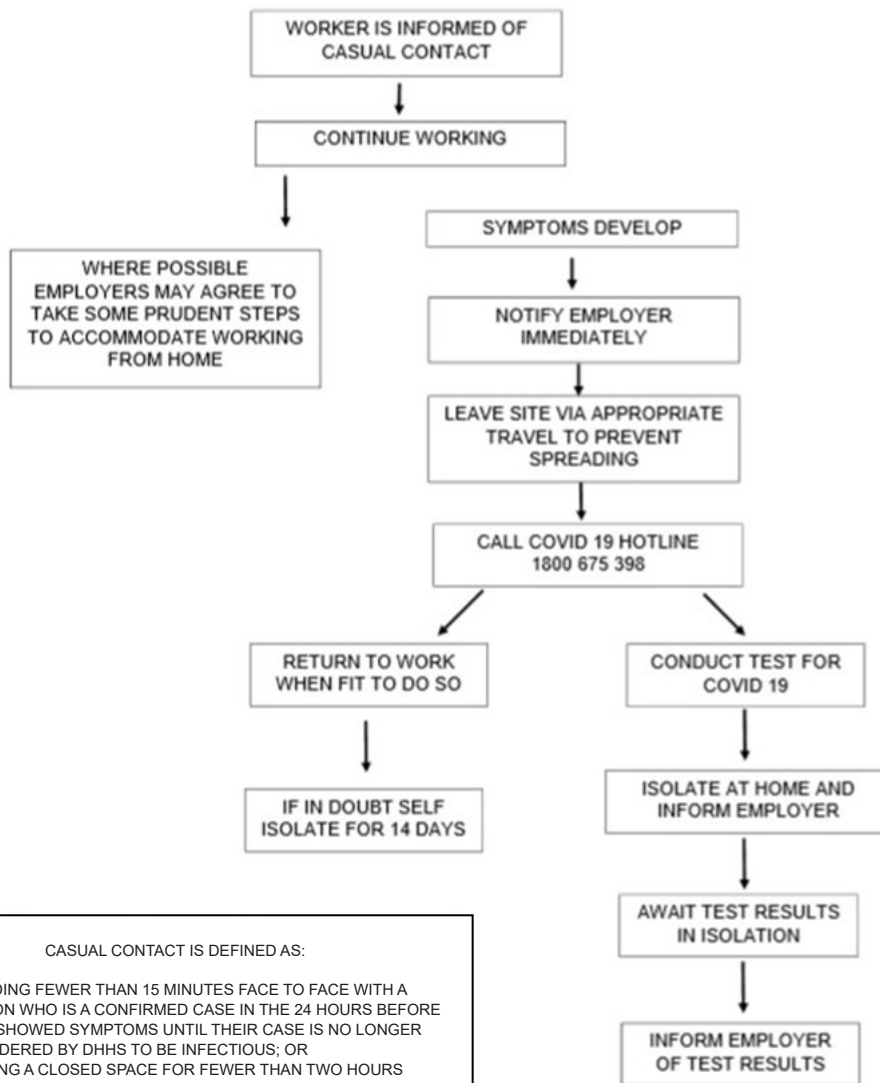 WORKER IS INFORMED OF
CASUAL CONTACT
CONTINUE WORKING
WHERE POSSIBLE
EMPLOYERS MAY AGREE TO
TAKE SOME PRUDENT STEPS
TO ACCOMMODATE WORKING
FROM HOME
SYMPTOMS DEVELOP
NOTIFY EMPLOYER
IMMEDIATELY
LEAVE SITE VIA APPROPRIATE
TRAVEL TO PREVENT
SPREADING
CALL COVID 19 HOTLINE
1800 675 398
RETURN TO WORK
WHEN FIT TO DO SO
IF IN DOUBT SELF
ISOLATE FOR 14 DAYS
CONDUCT TEST FOR
COVID 19
ISOLATE AT HOME AND
INFORM EMPLOYER
AWAIT TEST RESULTS
IN ISOLATION
INFORM EMPLOYER
OF TEST RESULTS
CASUAL CONTACT IS DEFINED AS:
FEWER THAN 15 MINUTES FACE TO FACE WITH A
WHO IS A CONFIRMED CASE IN THE 24 HOURS BEFORE
SHOWED SYMPTOMS UNTIL THEIR CASE IS NO LONGER
BY DHHS TO BE INFECTIOUS; OR
A CLOSED SPACE FOR FEWER THAN TWO HOURS